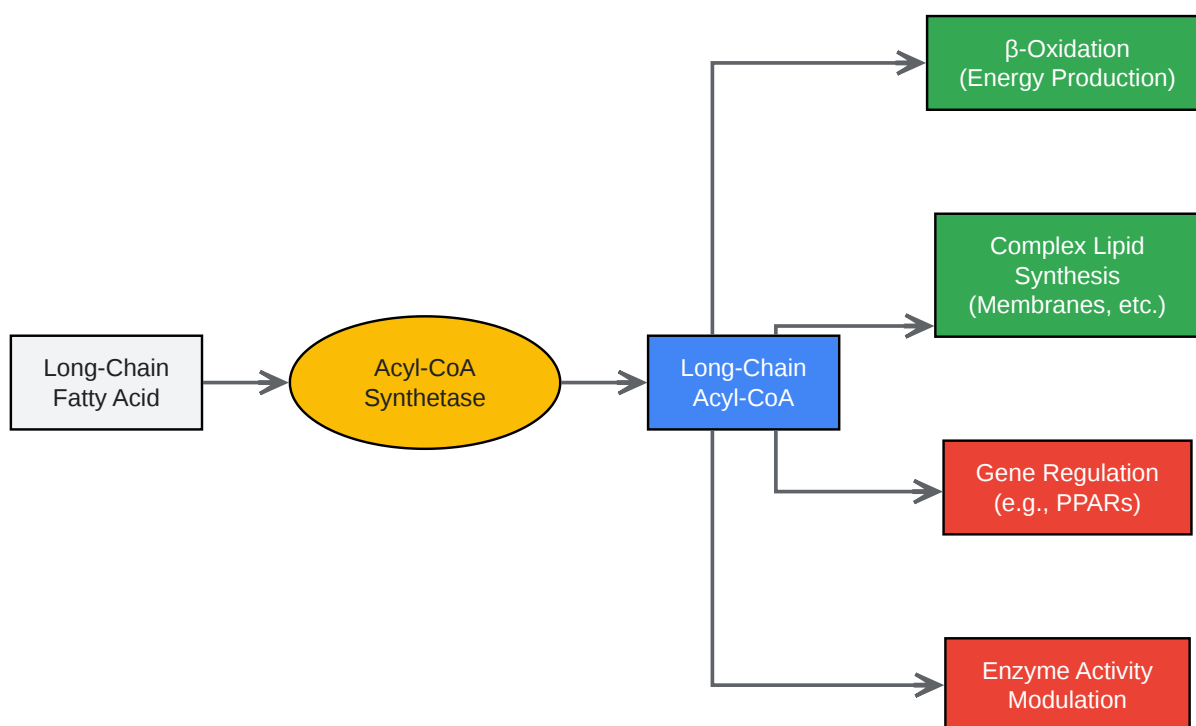 Long-Chain
Fatty Acid
Acyl-CoA
Synthetase
Long-Chain
Acyl-CoA
β-Oxidation
(Energy Production)
Complex Lipid
Synthesis
(Membranes, etc.)
Gene Regulation
(e.g., PPARs)
Enzyme Activity
Modulation